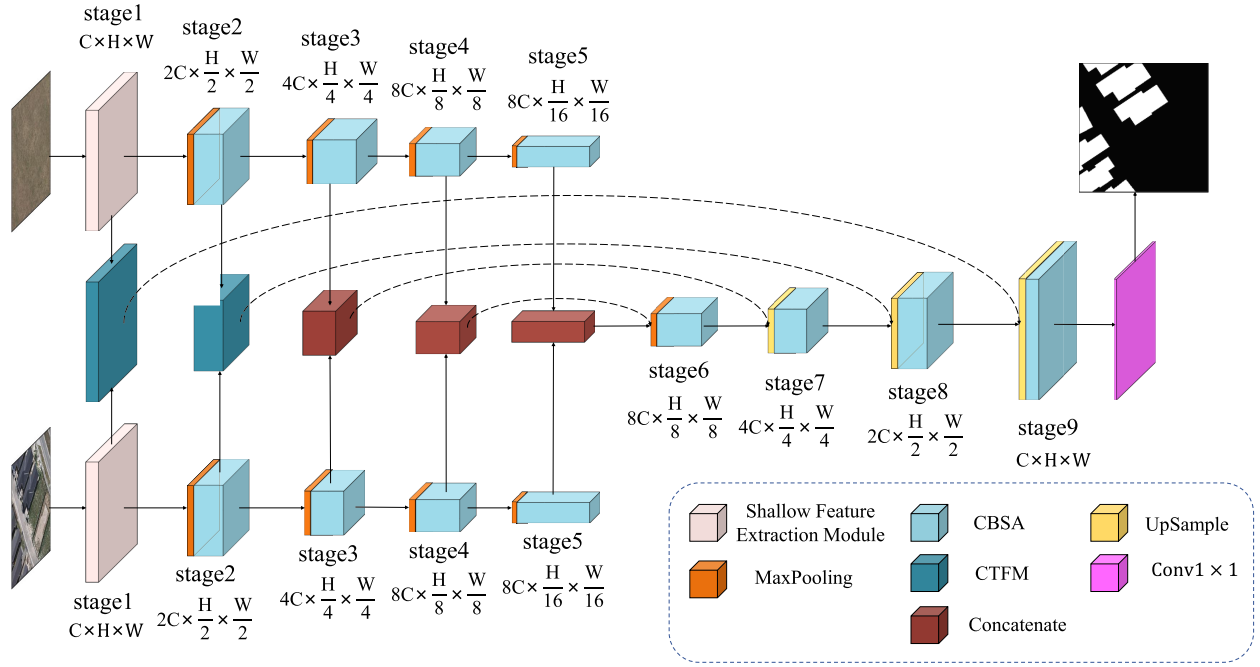 stage1
C×H×W
stage2
2C× H/2 × W/2
stage3
4C× H/4 × W/4
stage4
8C× H/8 × W/8
stage5
8C× H/16 × W/16
stage6
8C× H/8 × W/8
stage7
4C× H/4 × W/4
stage8
2C× H/2 × W/2
stage9
C×H×W
stage1
C×H×W
stage2
2C× H/2 × W/2
stage3
4C× H/4 × W/4
stage4
8C× H/8 × W/8
stage5
8C× H/16 × W/16
Shallow Feature
Extraction Module
MaxPooling
CBSA
CTFM
Concatenate
UpSample
Conv1 × 1